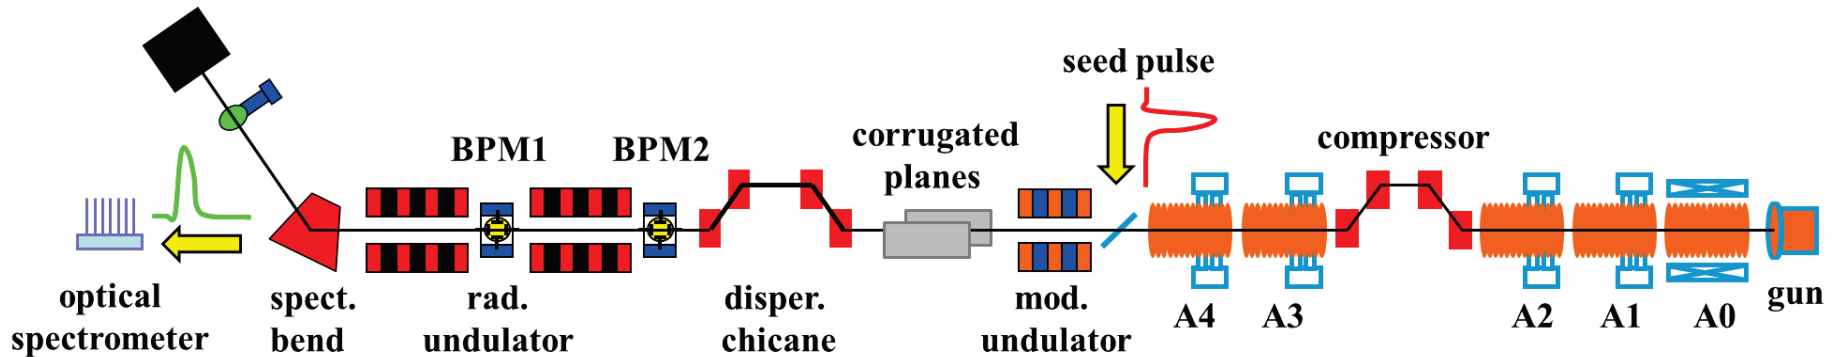 seed pulse
BPM1
BPM2
corrugated
planes
compressor
optical
spectrometer
spect.
bend
rad.
undulator
disper.
chicane
mod.
undulator
A4
A3
A2
A1
A0
gun